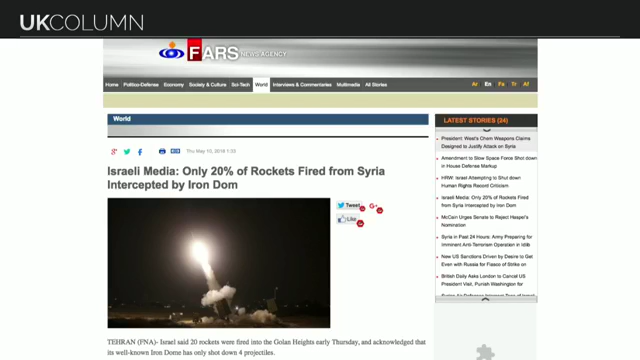 UKCOLUMN
FARS NEWS AGENCY
Home Politics-Defense Economy Society & Culture Sci-Tech World Interviews & Commentaries Multimedia All Stories
Ar En Fa Tr Af
World
LATEST STORIES (24)
Thu May 10, 2018 1:33
Israeli Media: Only 20% of Rockets Fired from Syria
Intercepted by Iron Dom
Tweet
Like
TEHRAN (FNA)- Israel said 20 rockets were fired into the Golan Heights early Thursday, and acknowledged that
its well-known Iron Dome has only shot down 4 projectiles.
President: West's Chem Weapons Claims
Designed to Justify Attack on Syria
Amendment to Slow Space Force Shot down
in House Defense Markup
HRW: Israel Attempting to Shut down
Human Rights Record Criticism
Israeli Media: Only 20% of Rockets Fired
from Syria Intercepted by Iron Dom
McCain Urges Senate to Reject Haspel's
Nomination
Syria in Past 24 Hours: Army Preparing for
Imminent Anti-Terrorism Operation in Idlib
New US Sanctions Driven by Desire to Get
Even with Russia for Fiasco of Strike on
British Daily Asks London to Cancel US
President Visit, Punish Washington for